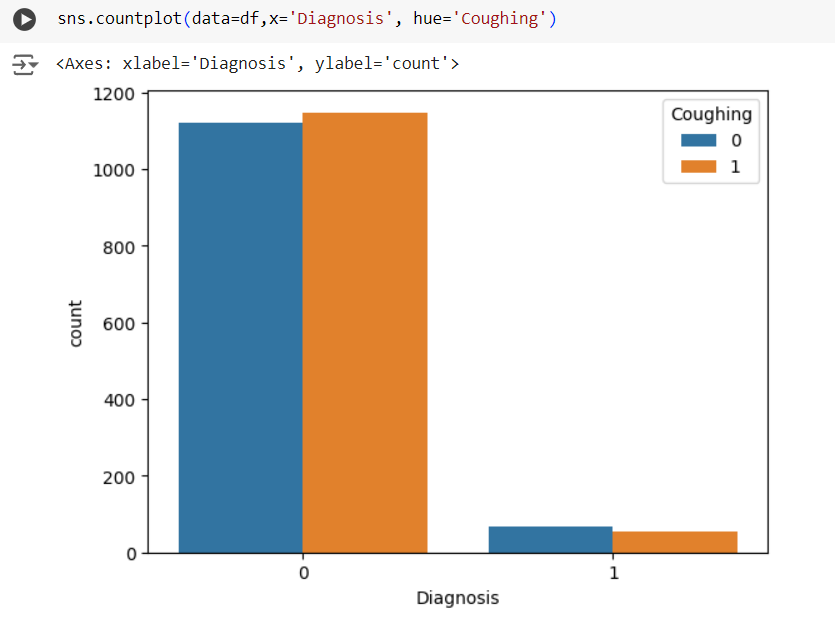 sns.countplot(data=df,x='Diagnosis', hue='Coughing')
<Axes: xlabel='Diagnosis', ylabel='count'>
1200
1000
800
600
400
200
0
count
Coughing
0
1
0 1
Diagnosis